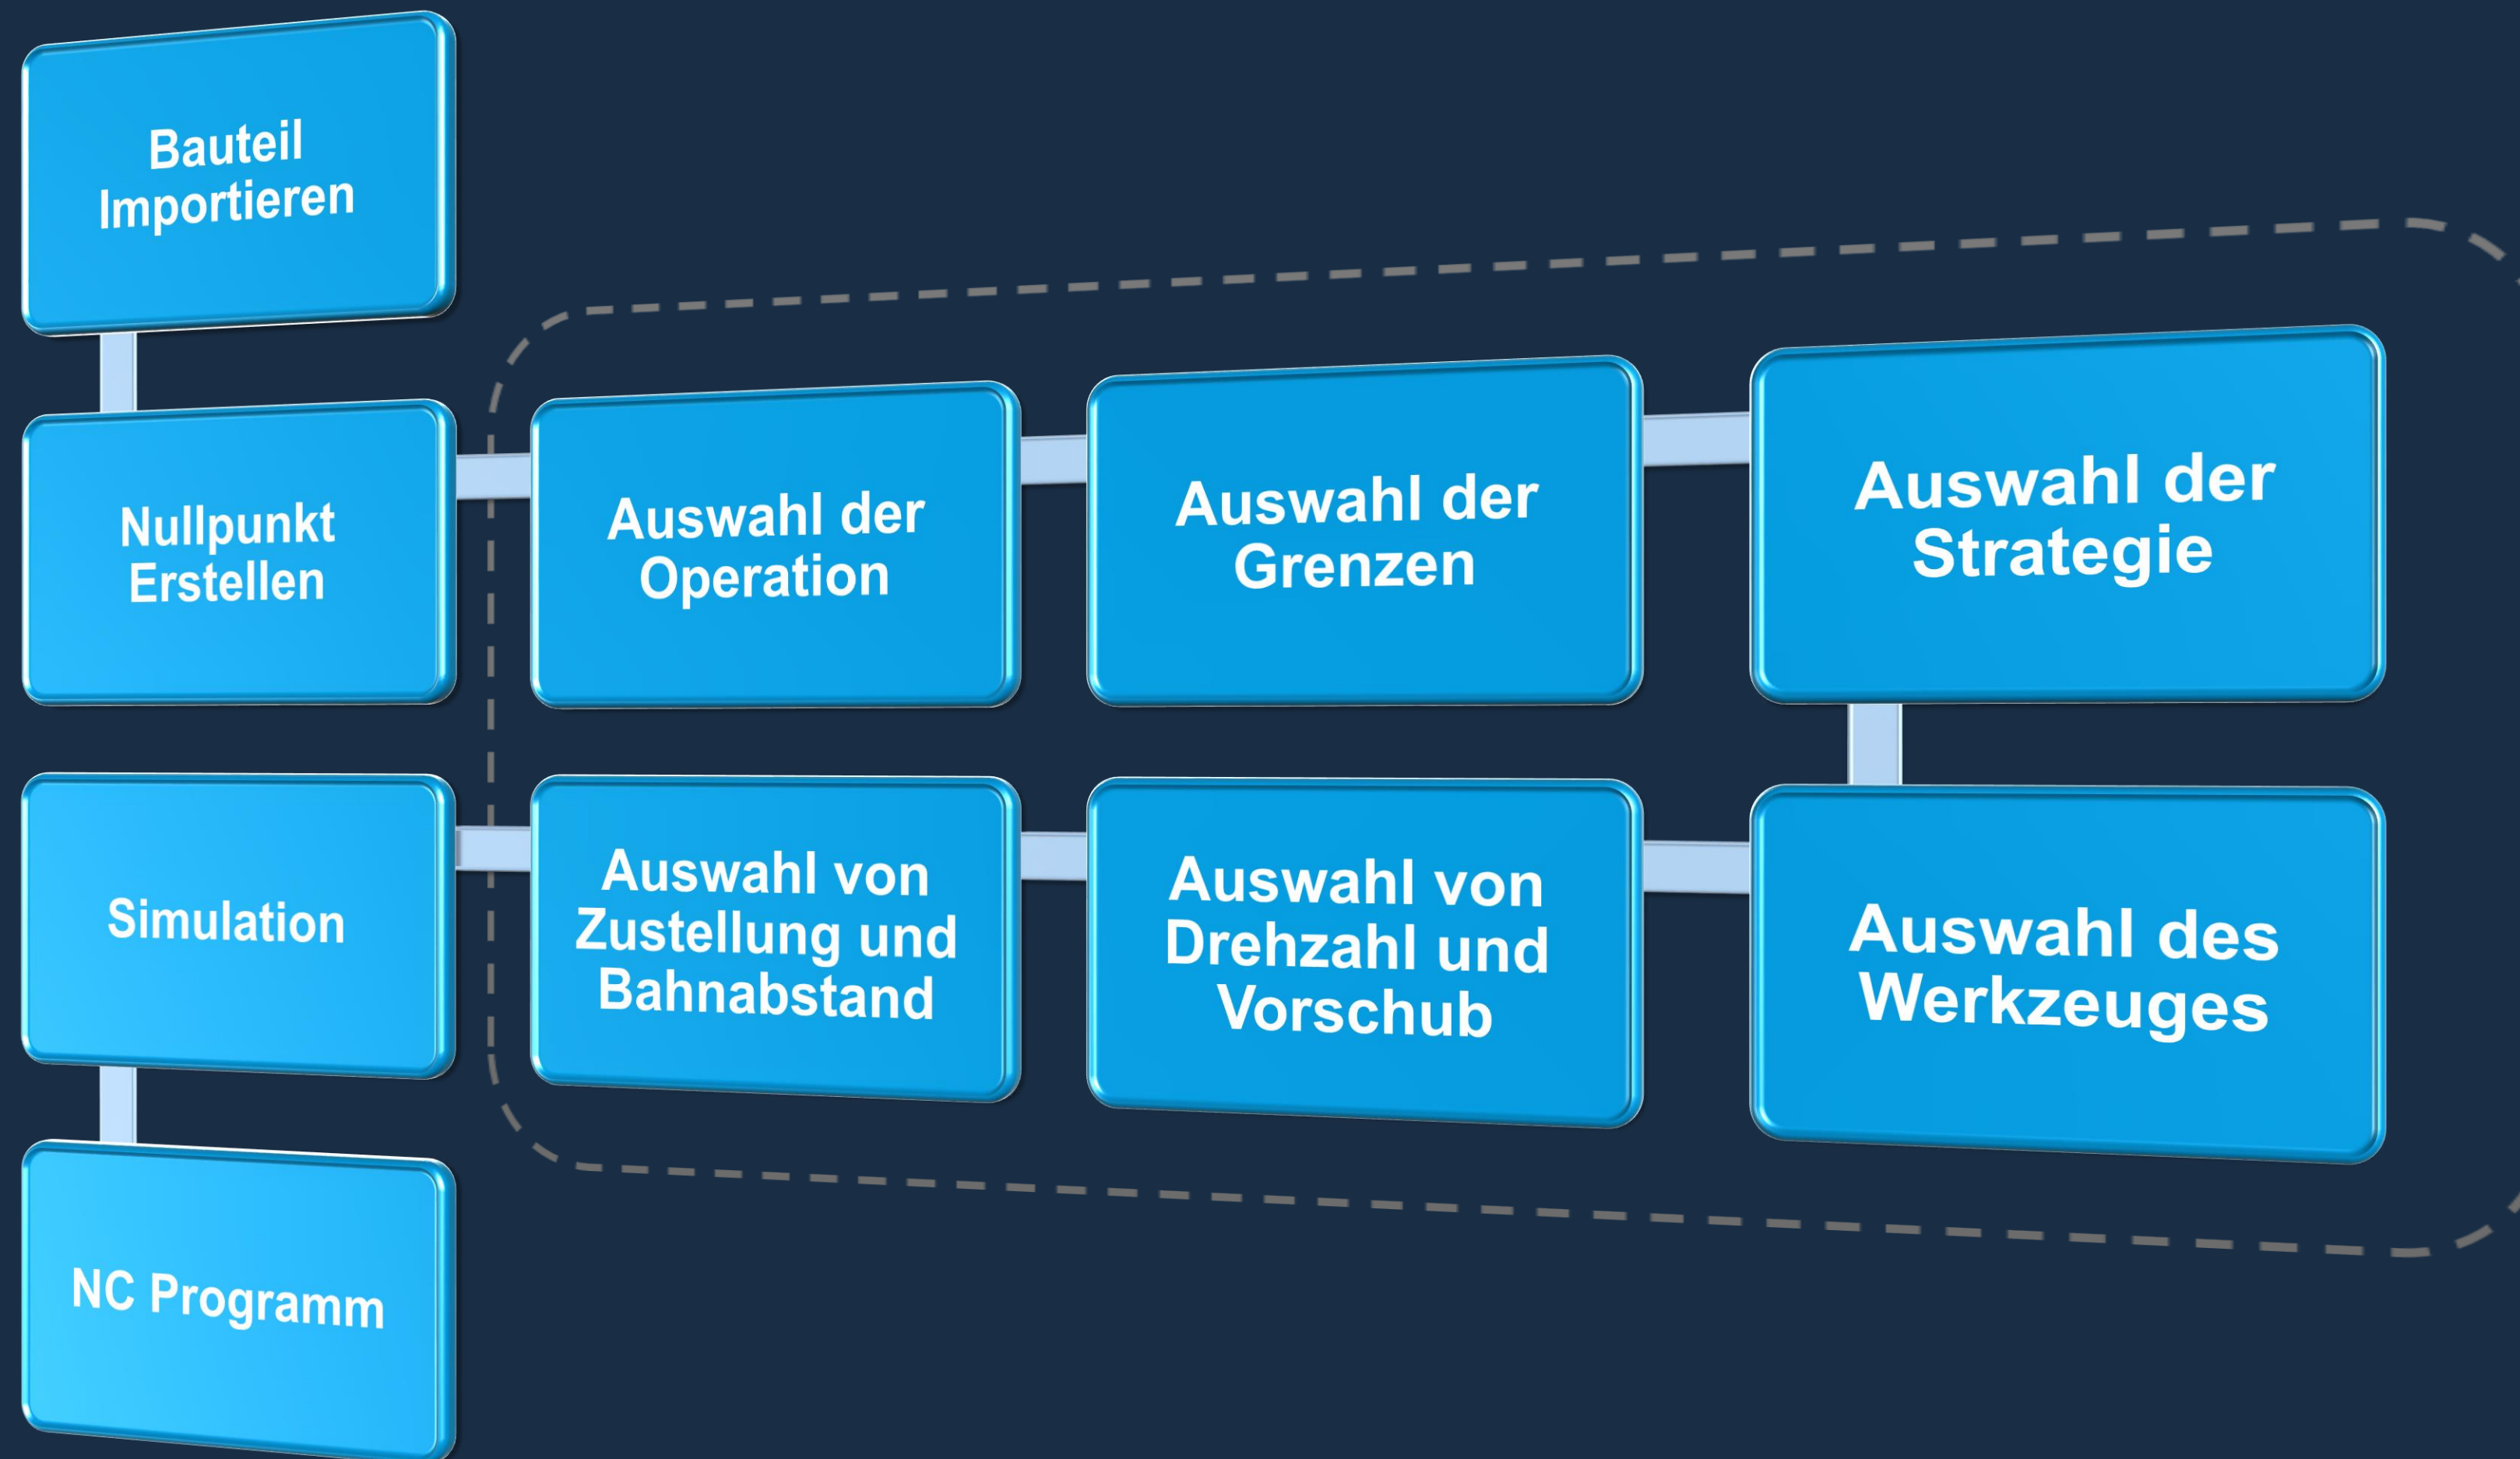 Bauteil
Importieren
Nullpunkt
Erstellen
Auswahl der
Operation
Auswahl der
Grenzen
Auswahl der
Strategie
Auswahl des
Werkzeuges
Auswahl von
Drehzahl und
Vorschub
Auswahl von
Zustellung und
Bahnabstand
Simulation
NC Programm